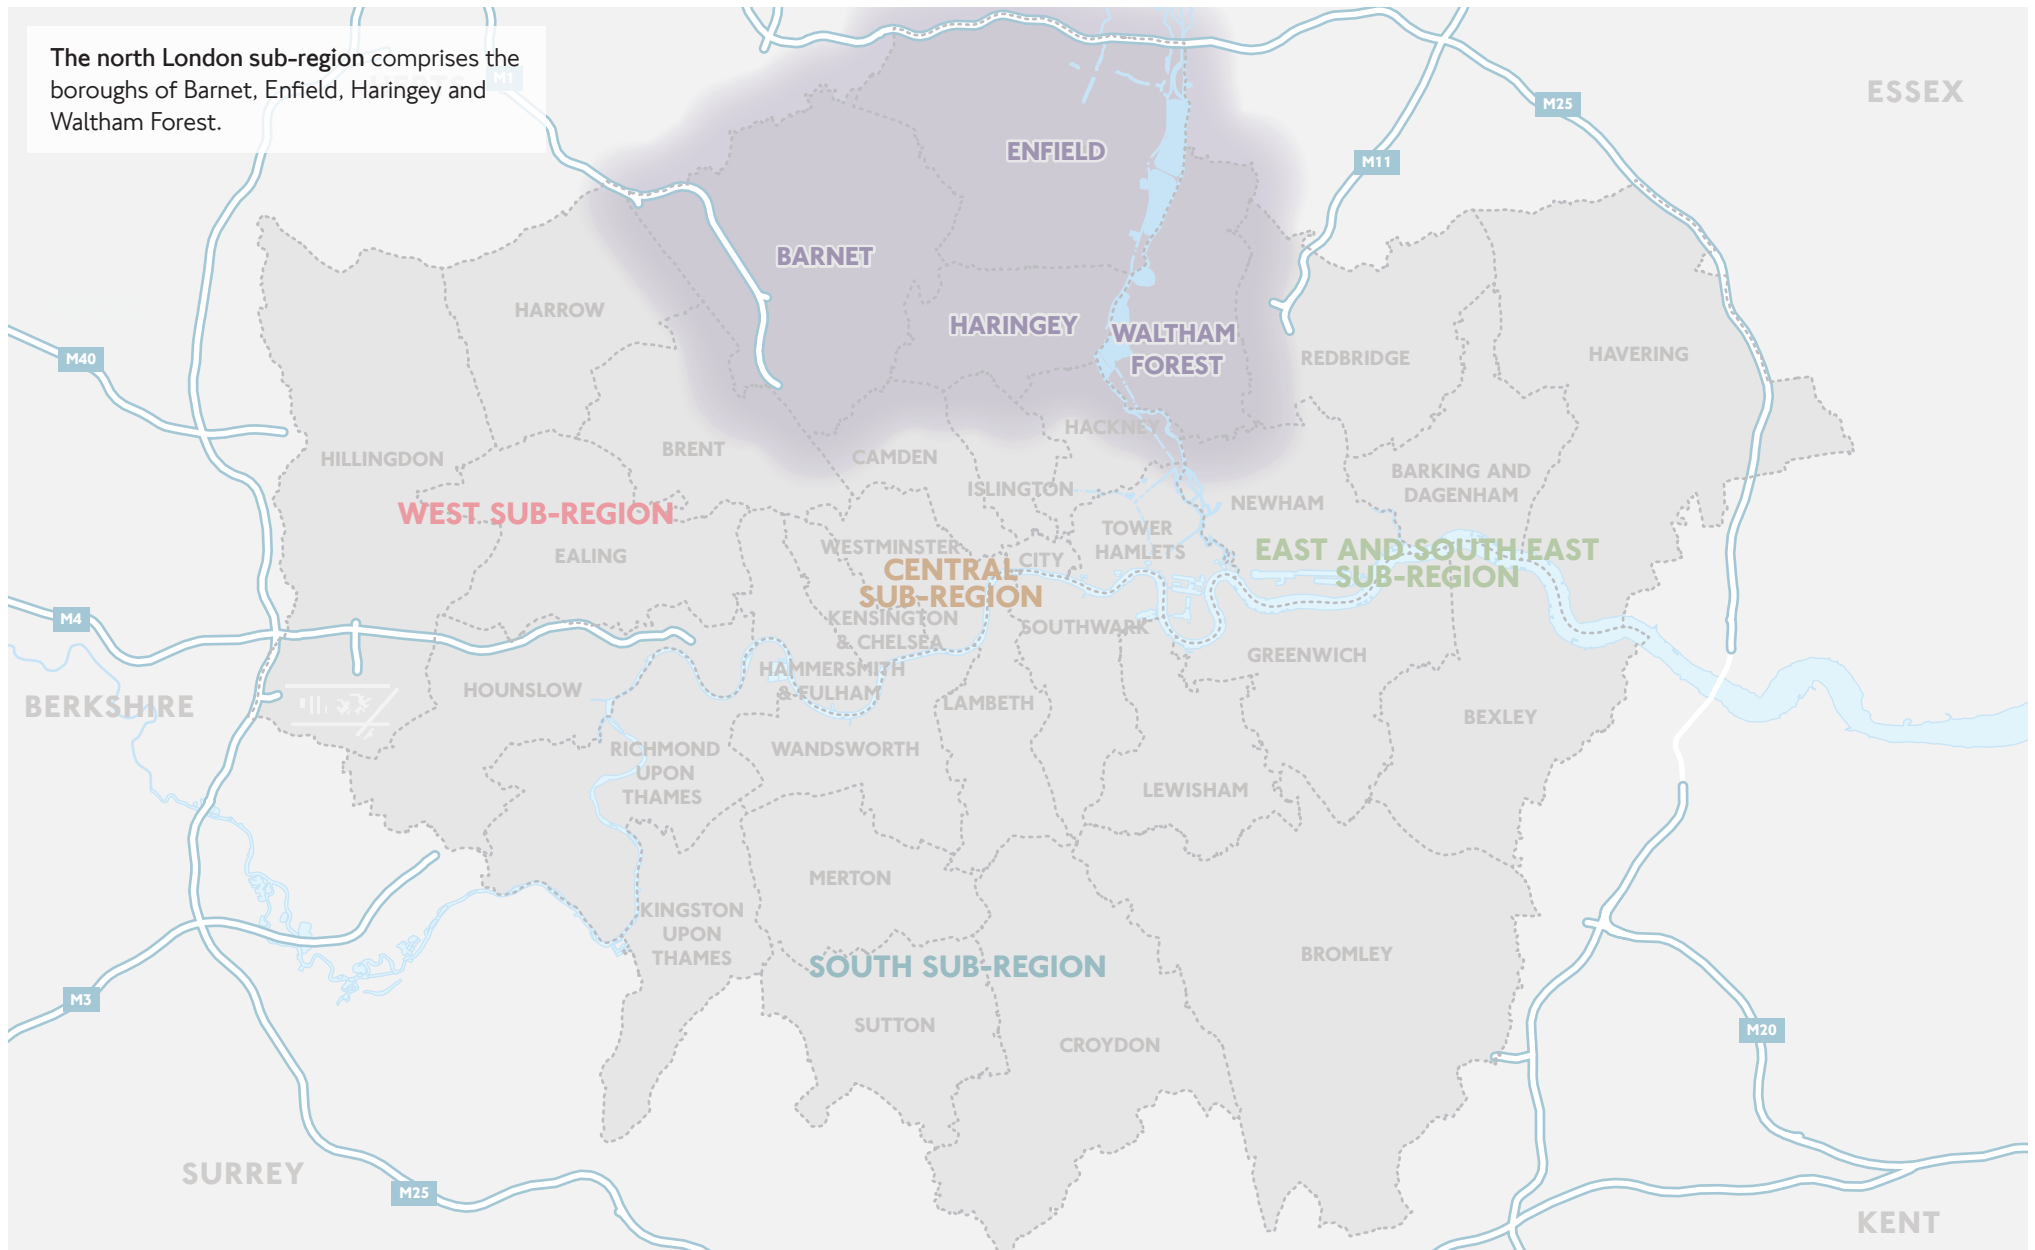 The north London sub-region comprises the
boroughs of Barnet, Enfield, Haringey and
Waltham Forest.
HERTS
M1
ESSEX
M25
ENFIELD
M11
BARNET
HARROW
HARINGEY
WALTHAM
FOREST
M40
REDBRIDGE
HAVERING
HACKNEY
BRENT
CAMDEN
HILLINGDON
BARKING AND
DAGENHAM
ISLINGTON
NEWHAM
WEST SUB-REGION
TOWER
HAMLETS
WESTMINSTER
EALING
CITY
EAST AND SOUTH EAST
SUB-REGION
CENTRAL
SUB-REGION
M4
KENSINGTON
& CHELSEA
SOUTHWARK
GREENWICH
HAMMERSMITH
& FULHAM
HOUNSLOW
BERKSHIRE
LAMBETH
BEXLEY
RICHMOND
UPON
THAMES
WANDSWORTH
LEWISHAM
MERTON
KINGSTON
UPON
THAMES
BROMLEY
SOUTH SUB-REGION
M3
SUTTON
M20
CROYDON
SURREY
M25
KENT